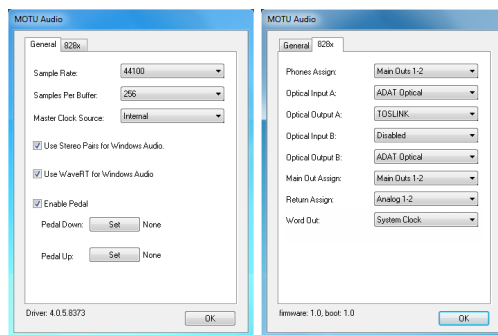 MOTU Audio
General 828x
Sample Rate: 44100
Samples Per Buffer: 256
Master Clock Source: Internal
Use Stereo Pairs for Windows Audio.
Use WaveRT for Windows Audio
Enable Pedal
Pedal Down: Set None
Pedal Up: Set None
Driver: 4.0.5.8373 OK
MOTU Audio
General 828x
Phones Assign: Main Outs 1-2
Optical Input A: ADAT Optical
Optical Output A: TOSLINK
Optical Input B: Disabled
Optical Output B: ADAT Optical
Main Out Assign: Main Outs 1-2
Return Assign: Analog 1-2
Word Out: System Clock
firmware: 1.0, boot: 1.0 OK